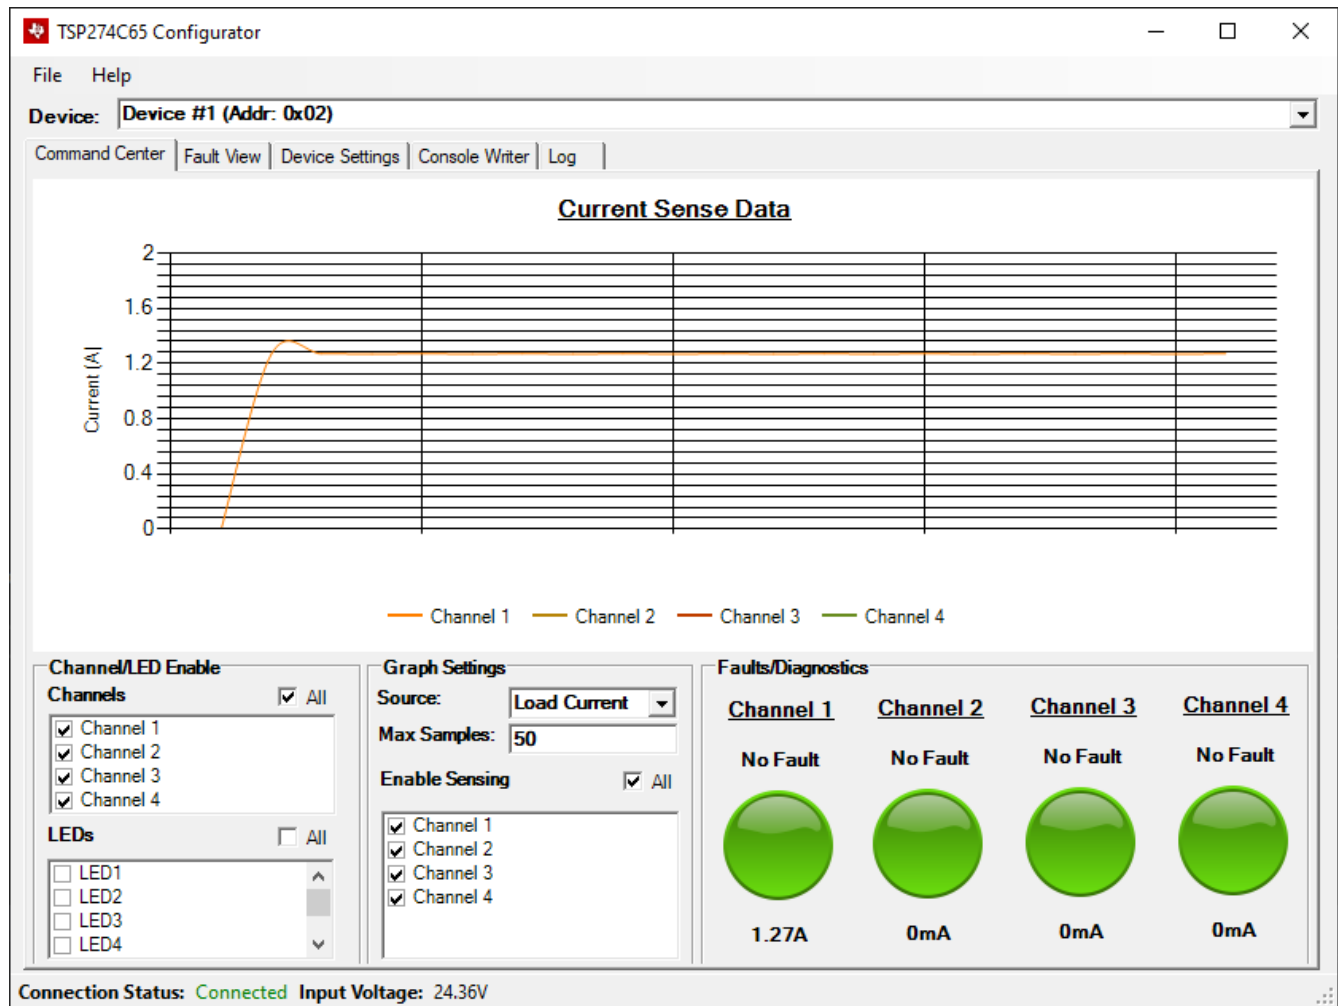 TSP274C65 Configurator
File Help
Device: Device #1 (Addr: 0x02)
Command Center Fault View Device Settings Console Writer Log
Current Sense Data
2
1.6
1.2
0.8
0.4
0
Current (A)
Channel 1 Channel 2 Channel 3 Channel 4
Channel/LED Enable
Channels All
Channel 1
Channel 2
Channel 3
Channel 4
LEDs All
LED1
LED2
LED3
LED4
Graph Settings
Source: Load Current
Max Samples: 50
Enable Sensing All
Channel 1
Channel 2
Channel 3
Channel 4
Faults/Diagnostics
Channel 1 Channel 2 Channel 3 Channel 4
No Fault No Fault No Fault No Fault
1.27A 0mA 0mA 0mA
Connection Status: Connected Input Voltage: 24.36V